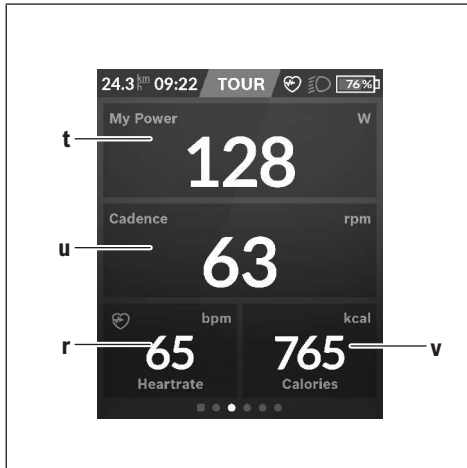 24.3 km/h 09:22 TOUR 76%
My Power W
t
128
Cadence rpm
u
63
bpm kcal
r 65 765 v
Heartrate Calories